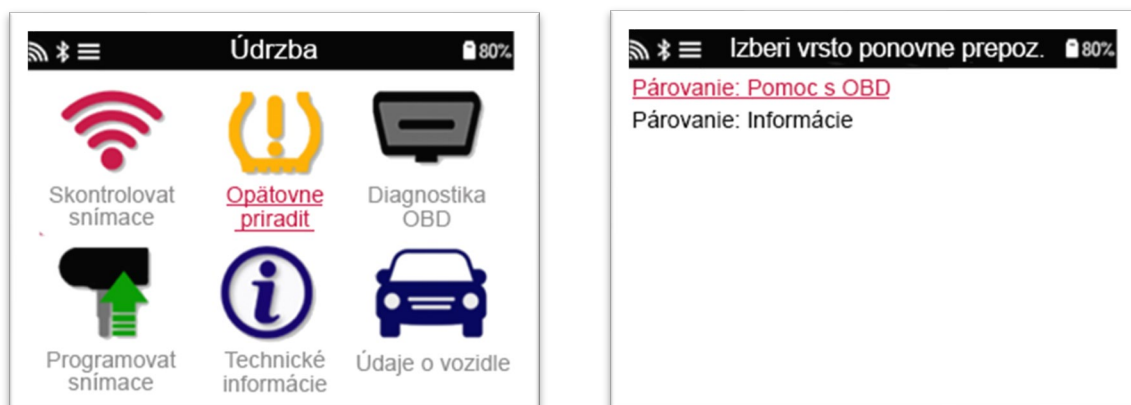 Údrzba
80%
Skontrolovat
snímace
Opätovne
priradit
Diagnostika
OBD
Programovat
snímace
Technické
informácie
Údaje o vozidle
Izberi vrsto ponovne prepoz.
80%
Párovanie: Pomoc s OBD
Párovanie: Informácie